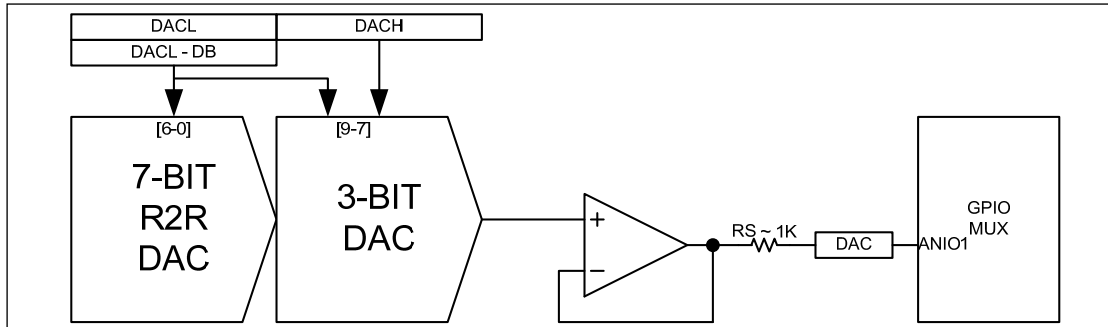 DACL
DACH
DACL - DB
[6-0]
[9-7]
7-BIT
R2R
DAC
3-BIT
DAC
+
−
RS ~ 1K
DAC
ANIO1
GPIO
MUX